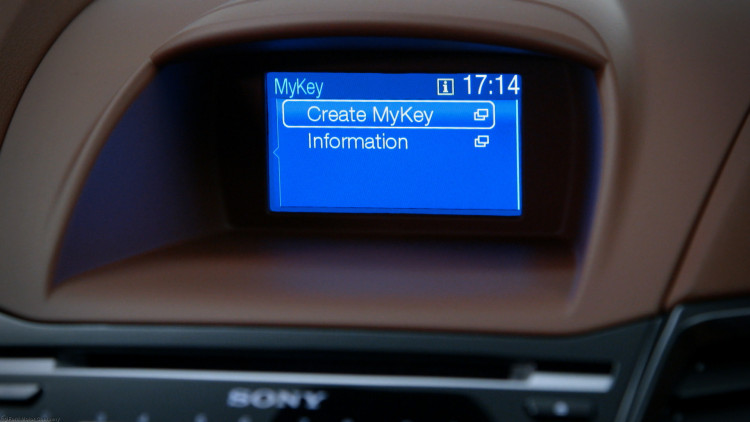 MyKey i 17:14
Create MyKey
Information
SONY